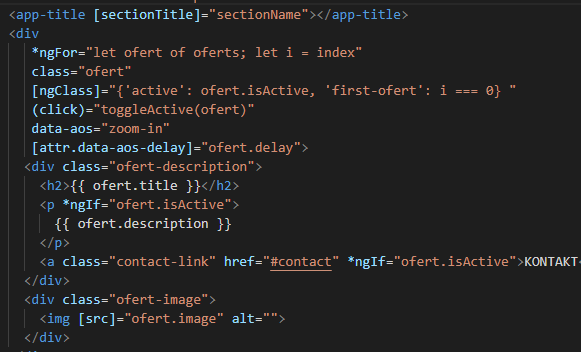 <app-title [sectionTitle]="sectionName"></app-title>
<div
*ngFor="let ofert of oferts; let i = index"
class="ofert"
[ngClass]="{'active': ofert.isActive, 'first-ofert': i === 0} "
(click)="toggleActive(ofert)"
data-aos="zoom-in"
[attr.data-aos-delay]="ofert.delay">
<div class="ofert-description">
<h2>{{ ofert.title }}</h2>
<p *ngIf="ofert.isActive">
{{ ofert.description }}
</p>
<a class="contact-link" href="#contact" *ngIf="ofert.isActive">KONTAKT<
</div>
<div class="ofert-image">
<img [src]="ofert.image" alt="">
</div>